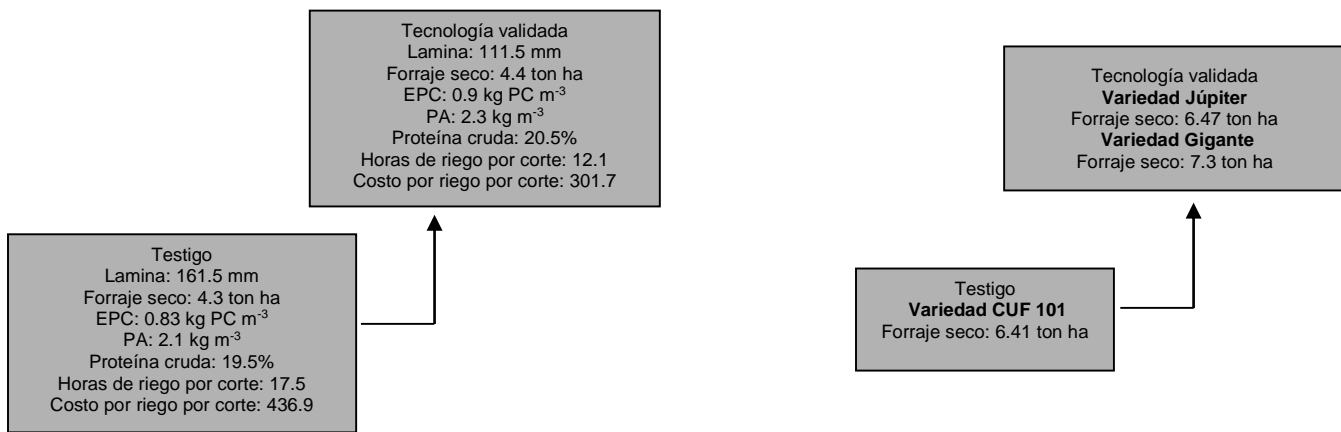 Tecnología validada
Lamina: 111.5 mm
Forraje seco: 4.4 ton ha
EPC: 0.9 kg PC m⁻³
PA: 2.3 kg m⁻³
Proteína cruda: 20.5%
Horas de riego por corte: 12.1
Costo por riego por corte: 301.7
Testigo
Lamina: 161.5 mm
Forraje seco: 4.3 ton ha
EPC: 0.83 kg PC m⁻³
PA: 2.1 kg m⁻³
Proteína cruda: 19.5%
Horas de riego por corte: 17.5
Costo por riego por corte: 436.9
Tecnología validada
Variedad Júpiter
Forraje seco: 6.47 ton ha
Variedad Gigante
Forraje seco: 7.3 ton ha
Testigo
Variedad CUF 101
Forraje seco: 6.41 ton ha